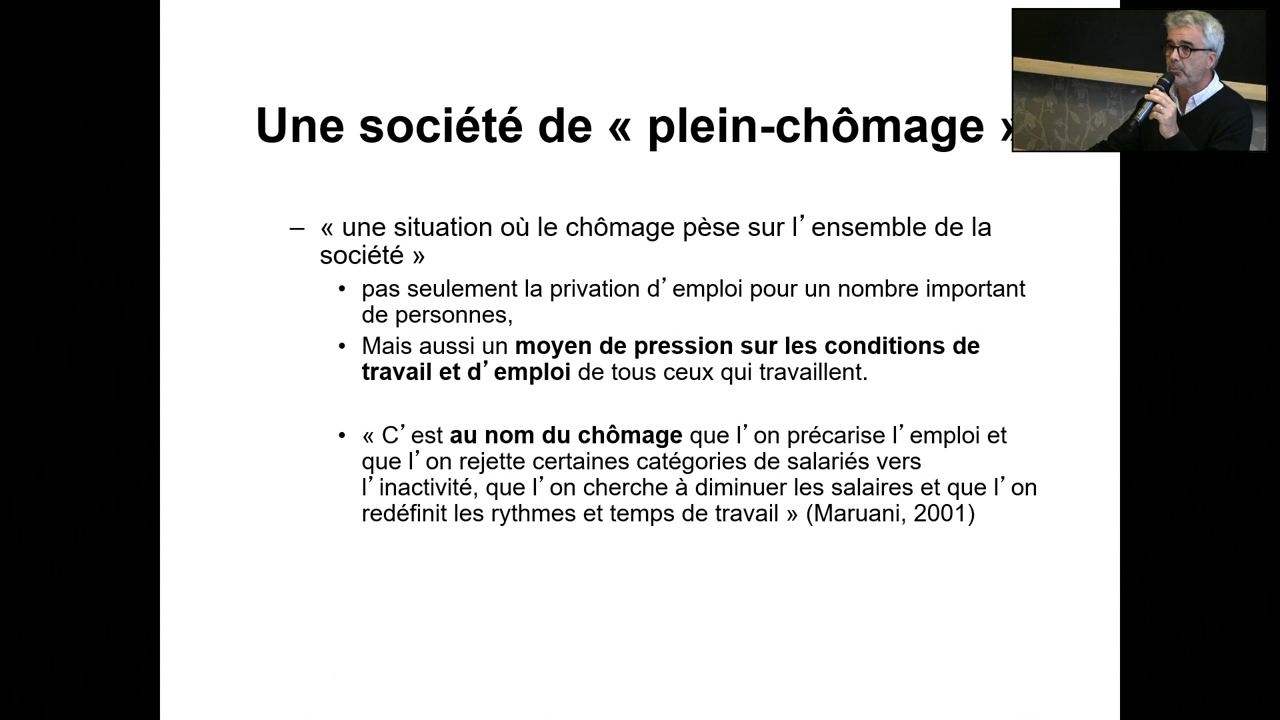 Une société de « plein-chômage »
– « une situation où le chômage pèse sur l’ensemble de la
société »
• pas seulement la privation d’emploi pour un nombre important
de personnes,
• Mais aussi un moyen de pression sur les conditions de
travail et d’emploi de tous ceux qui travaillent.
• « C’est au nom du chômage que l’on précarise l’emploi et
que l’on rejette certaines catégories de salariés vers
l’inactivité, que l’on cherche à diminuer les salaires et que l’on
redéfinit les rythmes et temps de travail » (Maruani, 2001)